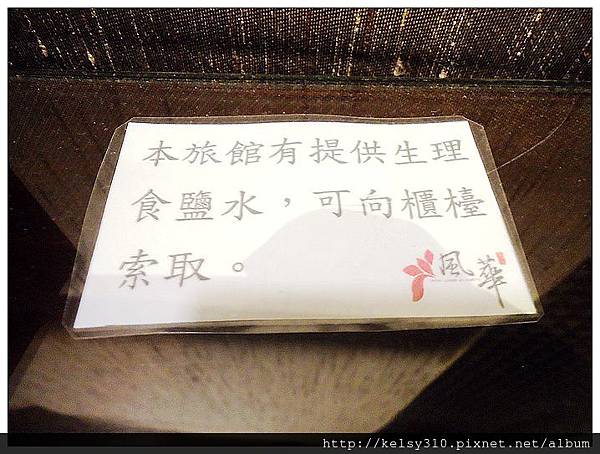 本旅館有提供生理
食鹽水，可向櫃檯
索取。
風華
http://kelsy310.pixnet.net/album